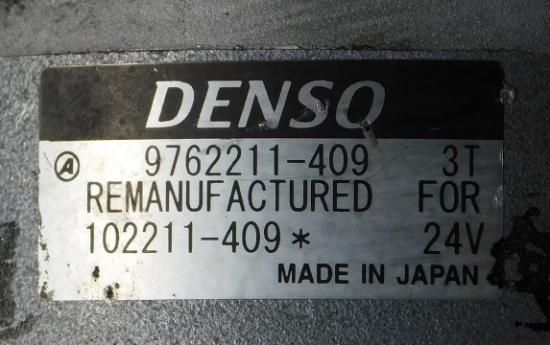 DENSO
Ⓐ 9762211-409 3T
REMANUFACTURED FOR
102211-409* 24V
MADE IN JAPAN